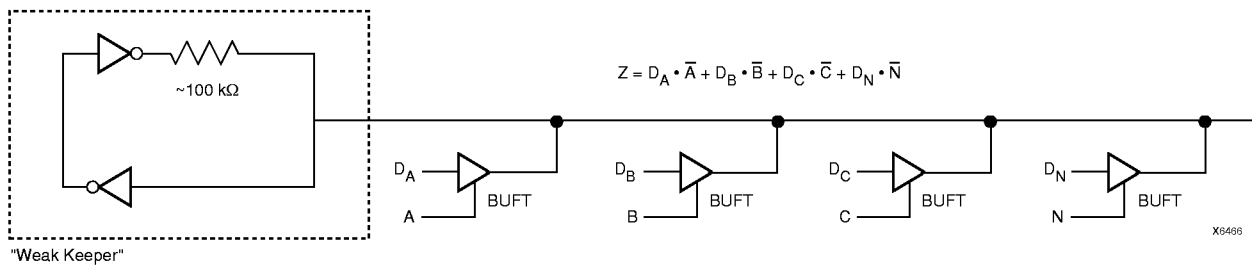 Z = D_A • A̅ + D_B • B̅ + D_C • C̅ + D_N • N̅
~100 kΩ
D_A
D_B
D_C
D_N
BUFT
BUFT
BUFT
BUFT
A
B
C
N
X6466
"Weak Keeper"